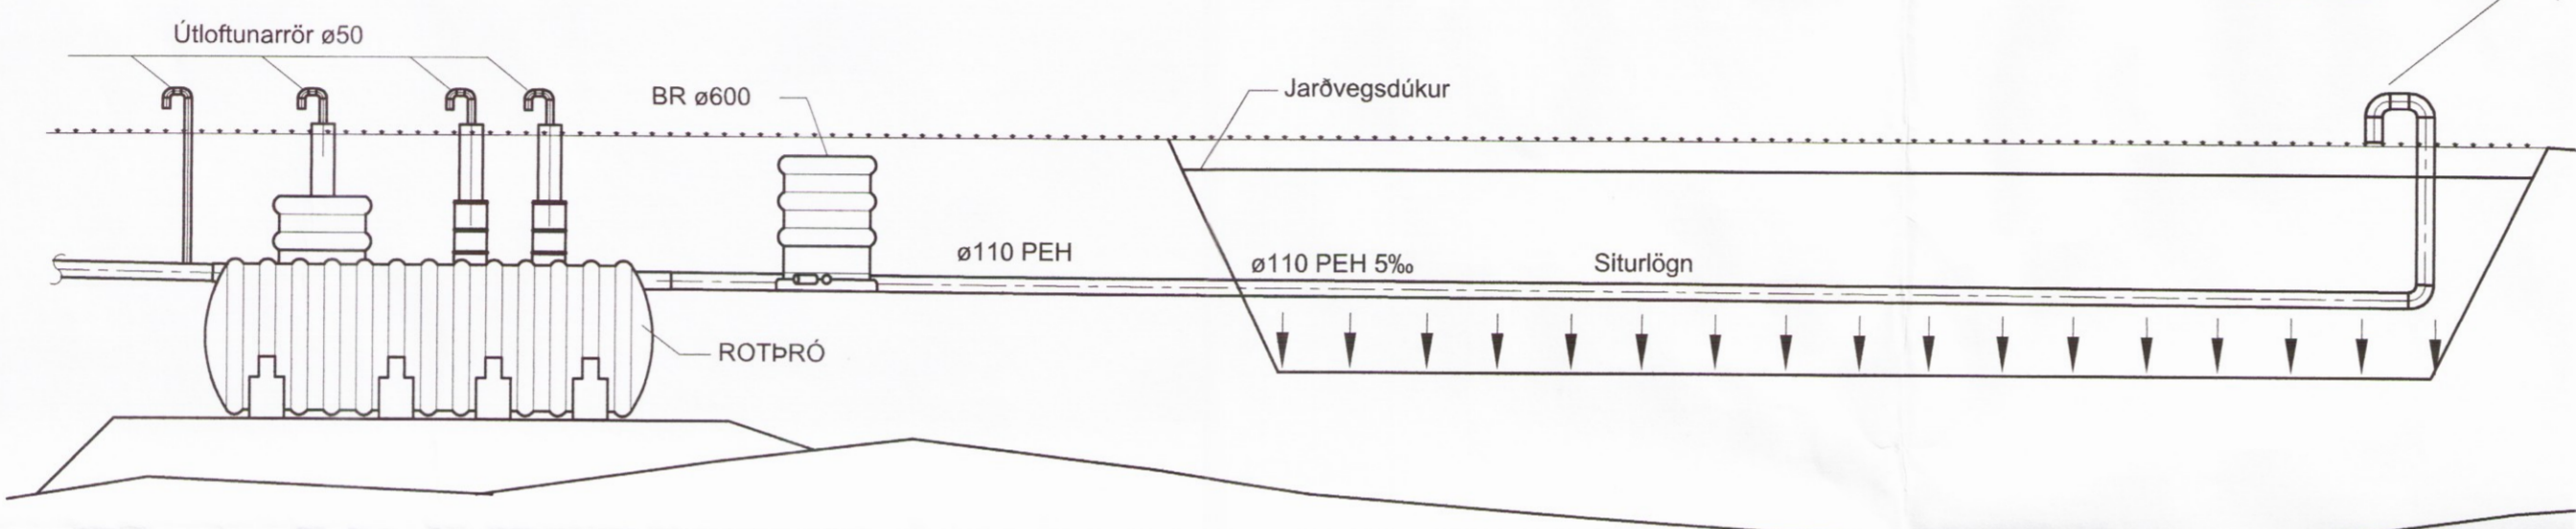 Útloftunarrör ø50
BR ø600
Jarðvegsdúkur
ø110 PEH
ø110 PEH 5‰
Siturlögn
ROTÞRÓ